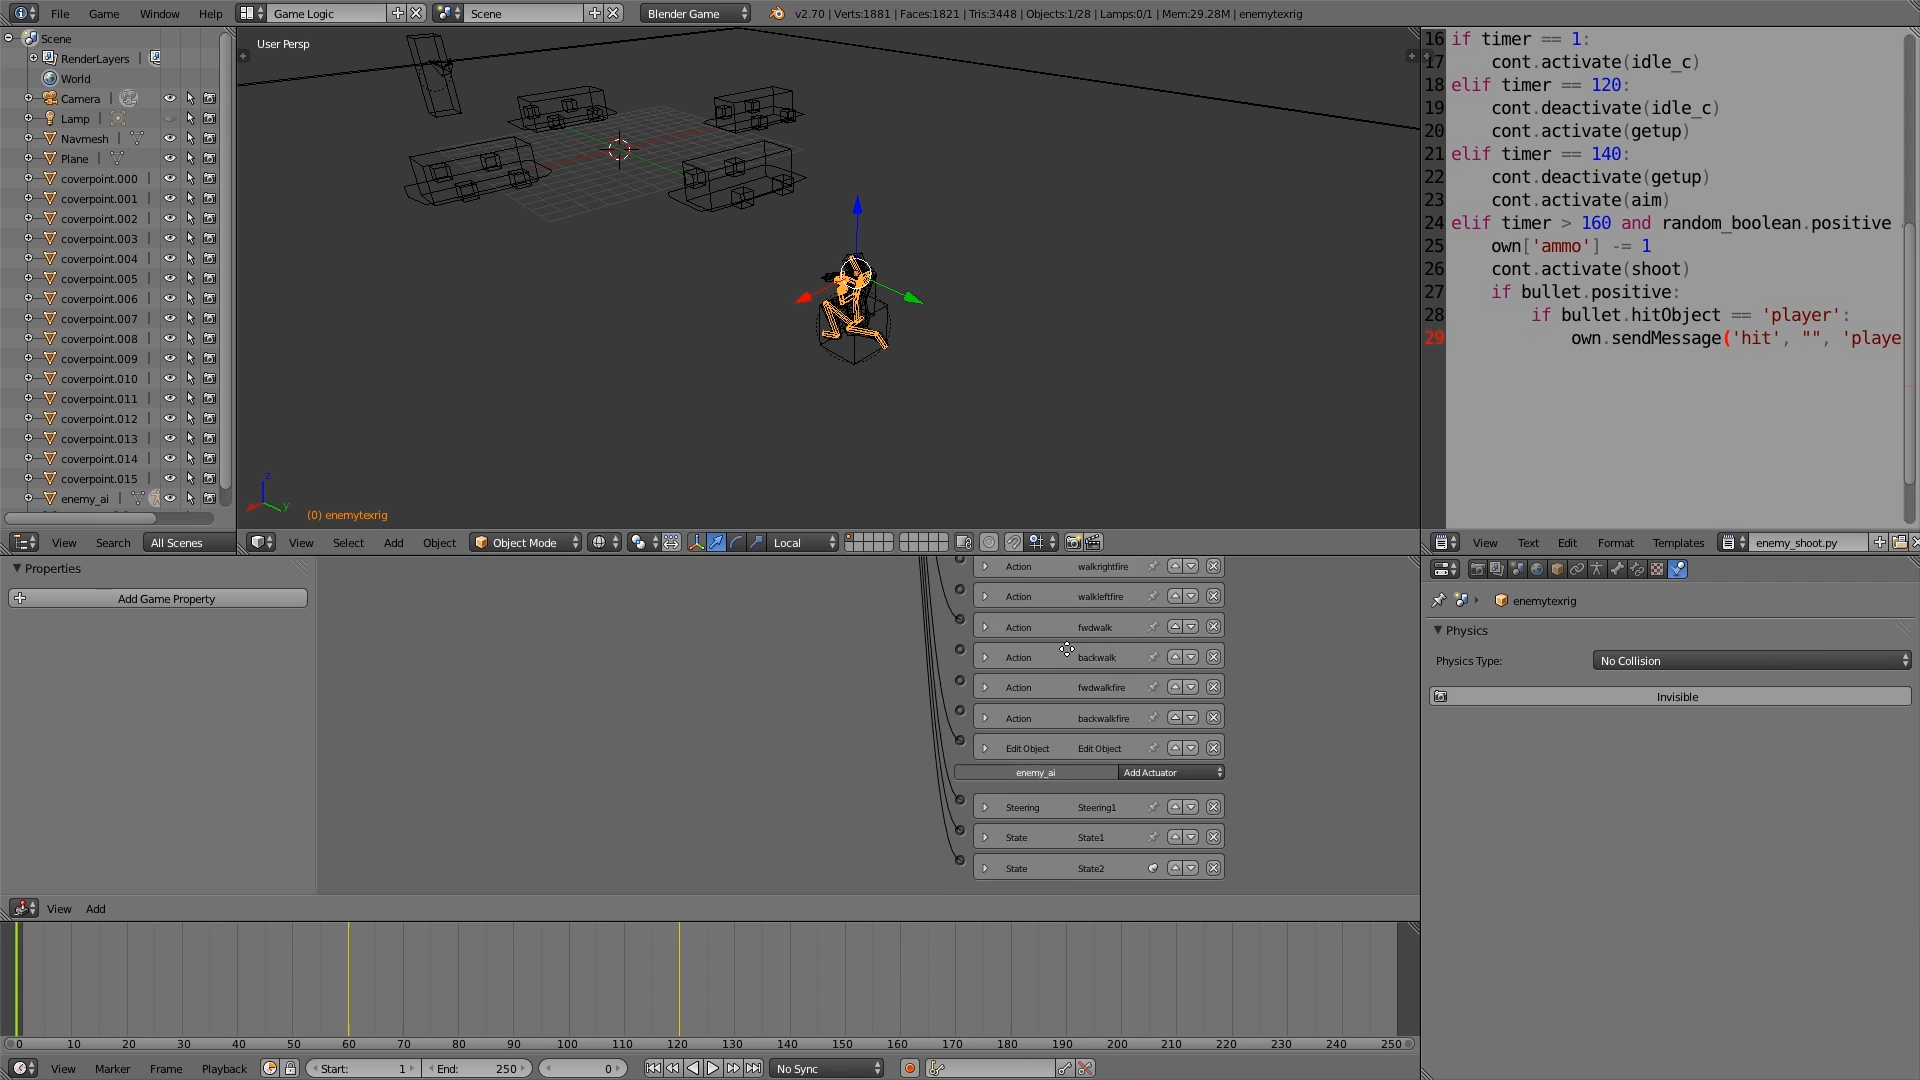 File Game Window Help Game Logic Scene Blender Game v2.70 | Verts:1881 | Faces:1821 | Tris:3448 | Objects:1/28 | Lamps:0/1 | Mem:29.28M | enemytexrig
Scene
RenderLayers
World
Camera
Lamp
Navmesh
Plane
coverpoint.000
coverpoint.001
coverpoint.002
coverpoint.003
coverpoint.004
coverpoint.005
coverpoint.006
coverpoint.007
coverpoint.008
coverpoint.009
coverpoint.010
coverpoint.011
coverpoint.012
coverpoint.013
coverpoint.014
coverpoint.015
enemy_ai
View Search All Scenes
User Persp
z
y
(0) enemytexrig
View Select Add Object Object Mode Local
16 if timer == 1:
17 cont.activate(idle_c)
18 elif timer == 120:
19 cont.deactivate(idle_c)
20 cont.activate(getup)
21 elif timer == 140:
22 cont.deactivate(getup)
23 cont.activate(aim)
24 elif timer > 160 and random_boolean.positive
25 own['ammo'] -= 1
26 cont.activate(shoot)
27 if bullet.positive:
28 if bullet.hitObject == 'player':
29 own.sendMessage('hit', "", 'playe
View Text Edit Format Templates enemy_shoot.py
Properties
Add Game Property
Action walkrightfire
Action walkleftfire
Action fwdwalk
Action backwalk
Action fwdwalkfire
Action backwalkfire
Edit Object Edit Object
enemy_ai Add Actuator
Steering Steering1
State State1
State State2
View Add
enemytexrig
Physics
Physics Type: No Collision
Invisible
0 10 20 30 40 50 60 70 80 90 100 110 120 130 140 150 160 170 180 190 200 210 220 230 240 250
View Marker Frame Playback Start: 1 End: 250 0 No Sync